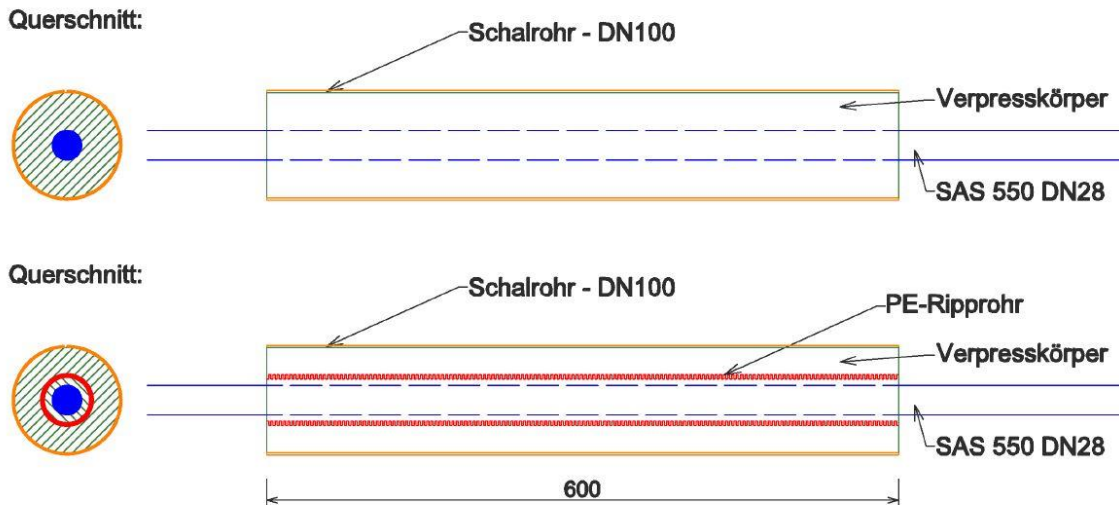 Querschnitt:
Schalrohr - DN100
Verpresskörper
SAS 550 DN28
Querschnitt:
Schalrohr - DN100
PE-Ripprohr
Verpresskörper
SAS 550 DN28
600